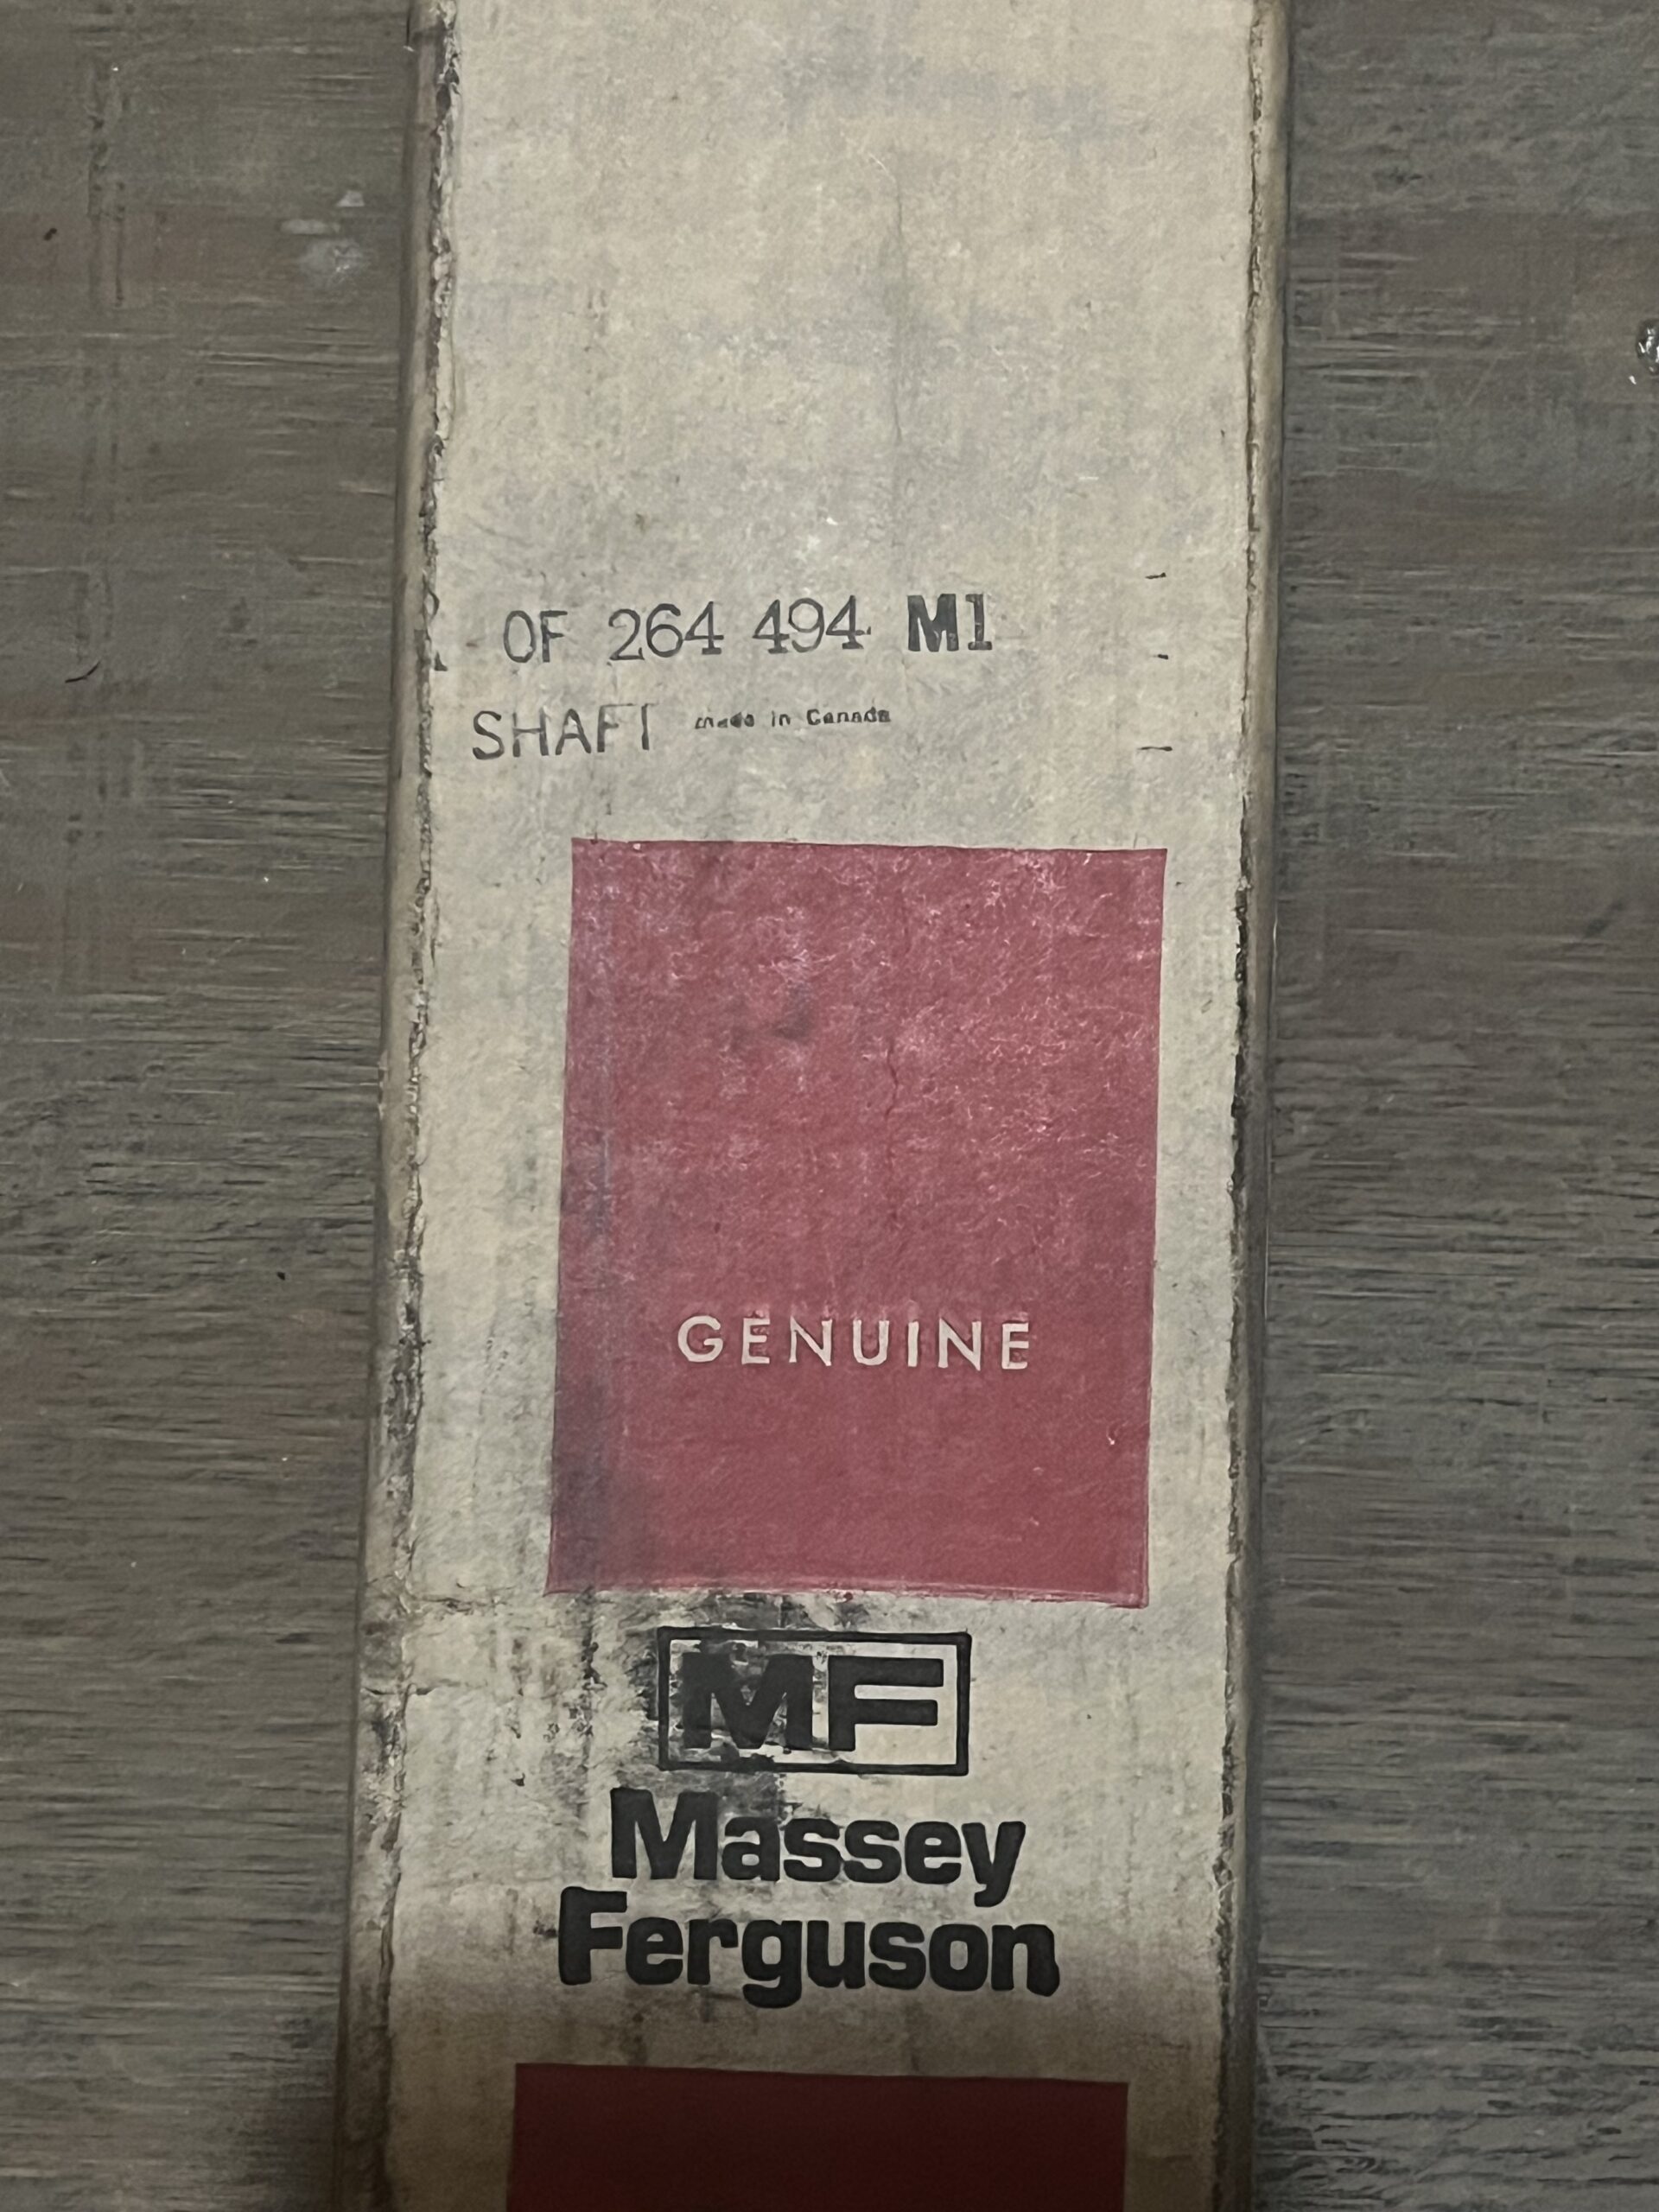 OF 264 494 M1
SHAFT made in Canada
GENUINE
MF
Massey
Ferguson